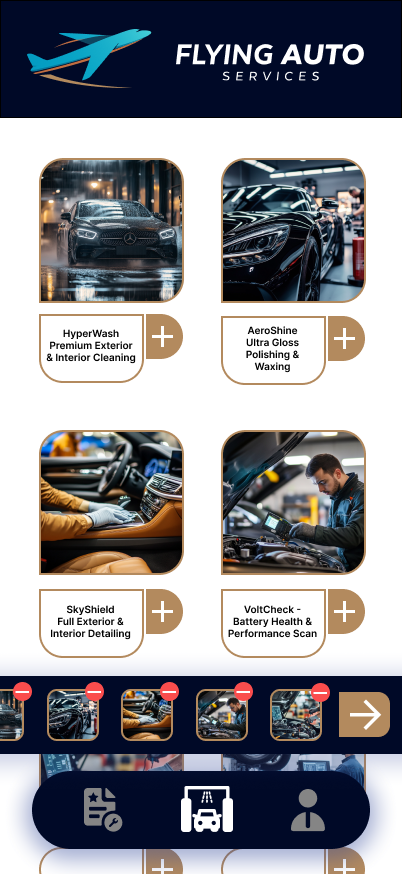 FLYING AUTO
SERVICES
HyperWash
Premium Exterior
& Interior Cleaning
AeroShine
Ultra Gloss
Polishing &
Waxing
SkyShield
Full Exterior &
Interior Detailing
VoltCheck -
Battery Health &
Performance Scan